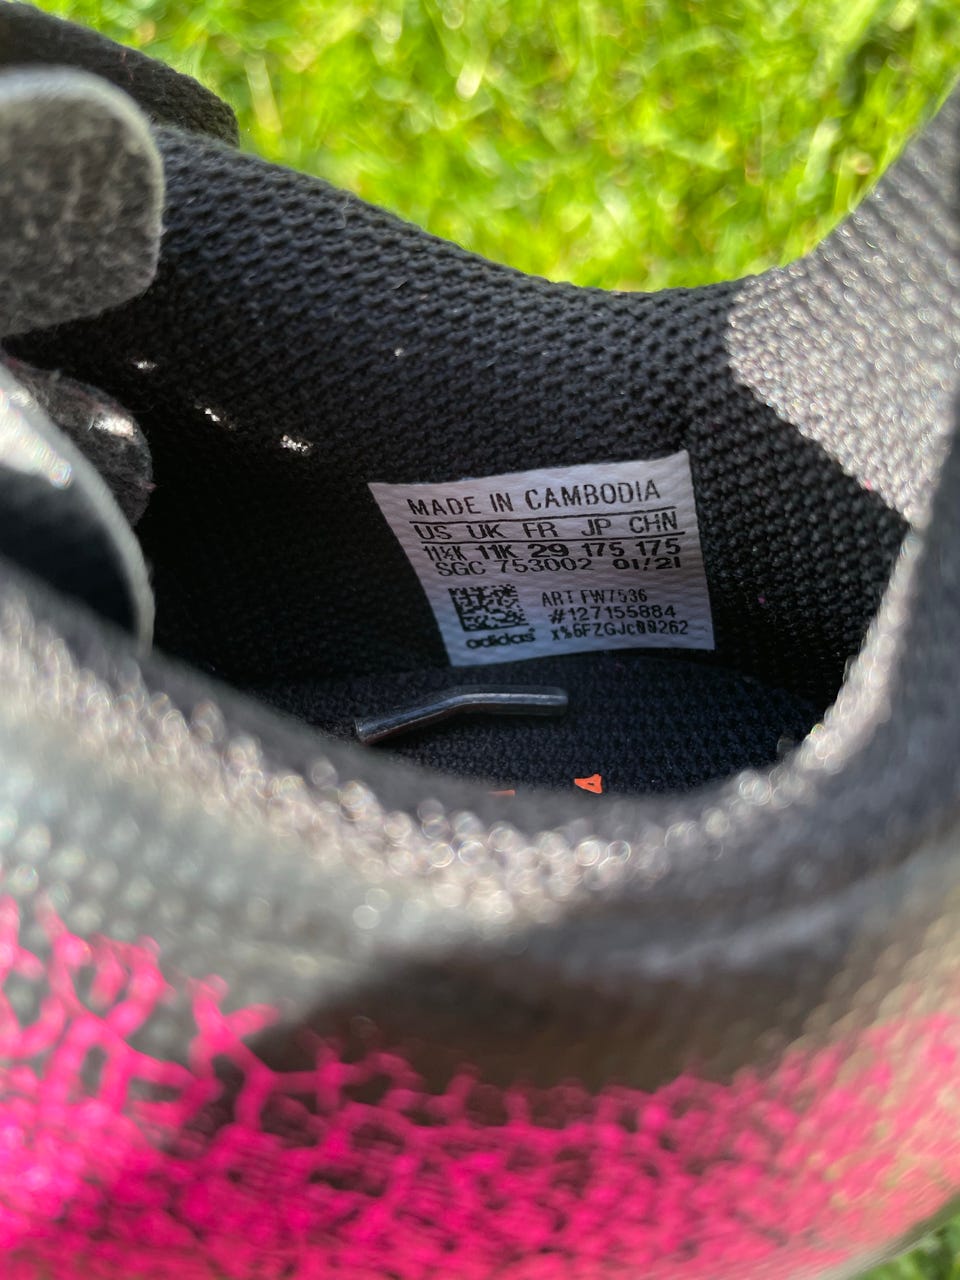 MADE IN CAMBODIA
US UK FR JP CHN
11½K 11K 29 175 175
SGC 753002 01/21
ART FW7536
#127155884
adidas